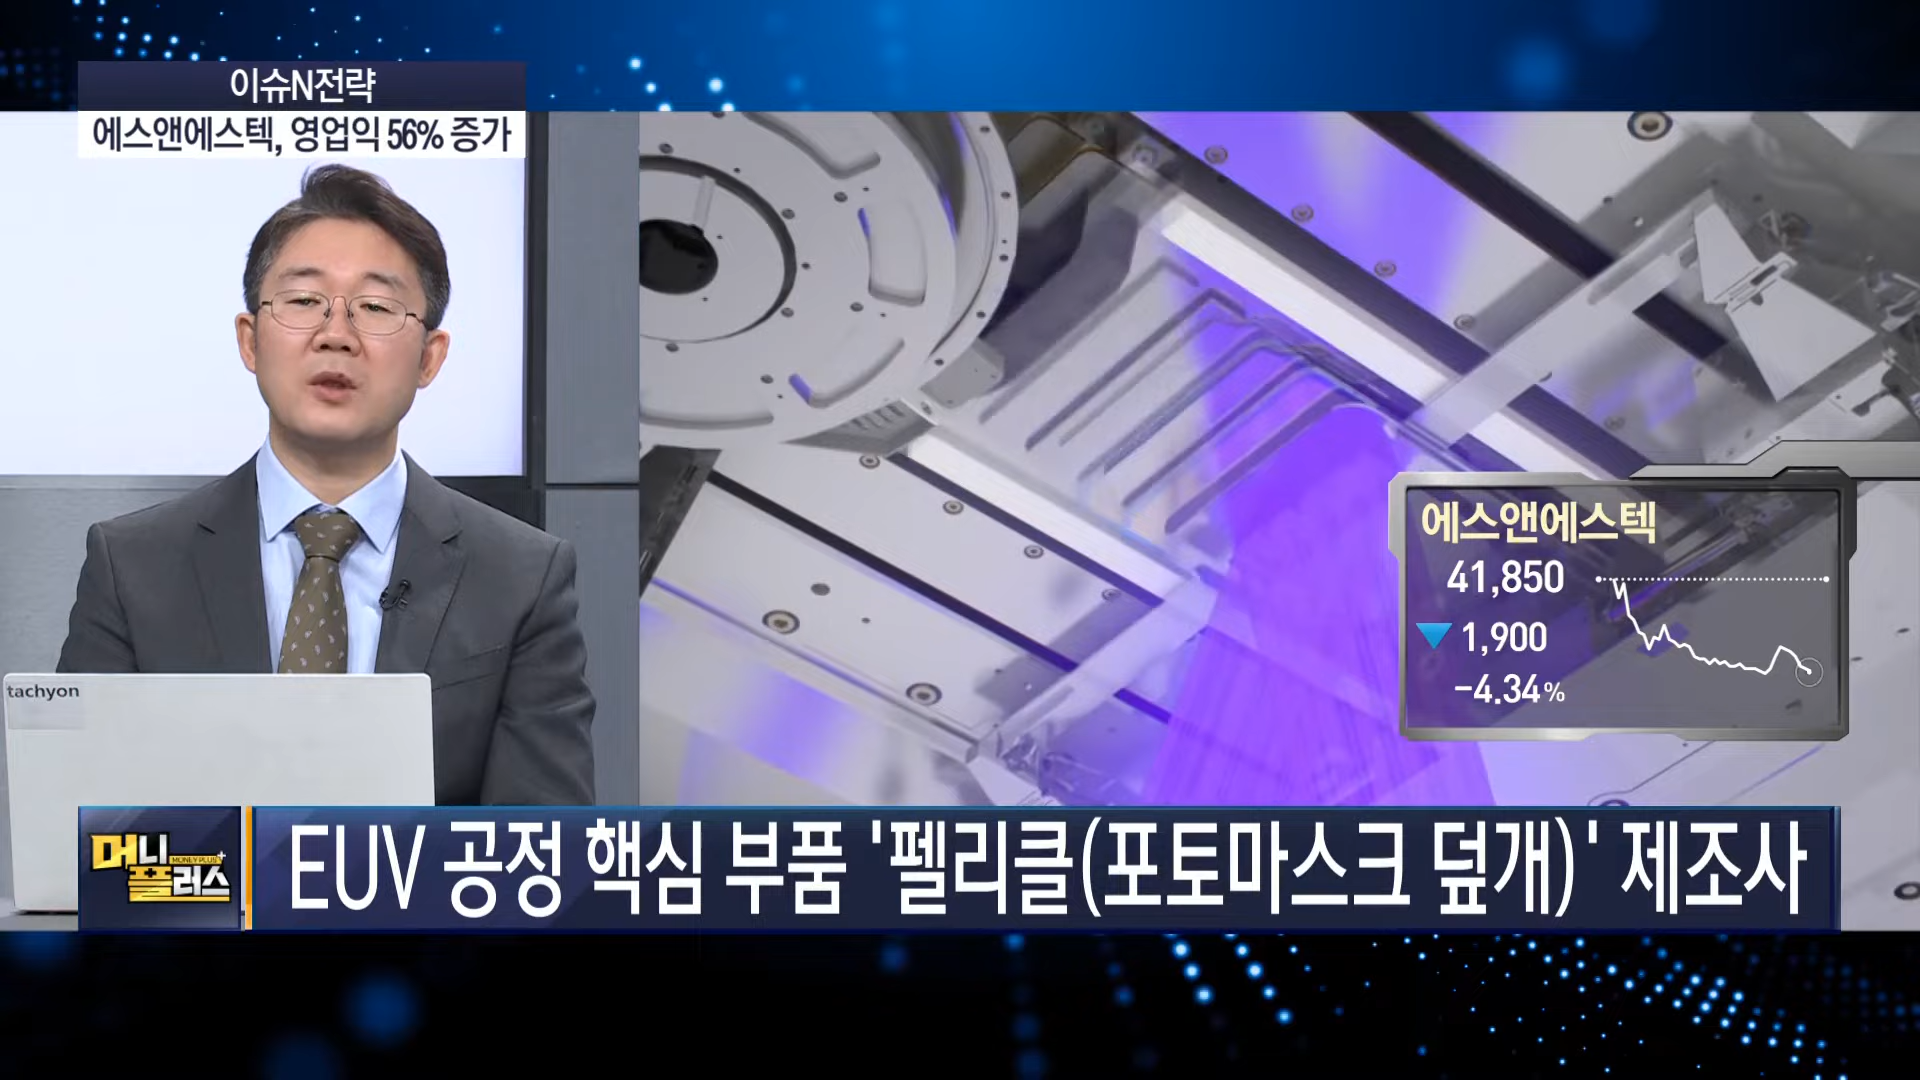 이슈N전략
에스앤에스텍, 영업익 56% 증가
에스앤에스텍
41,850
▼ 1,900
-4.34%
tachyon
머니
MONEY PLUS+
플러스
EUV 공정 핵심 부품 '펠리클(포토마스크 덮개)' 제조사